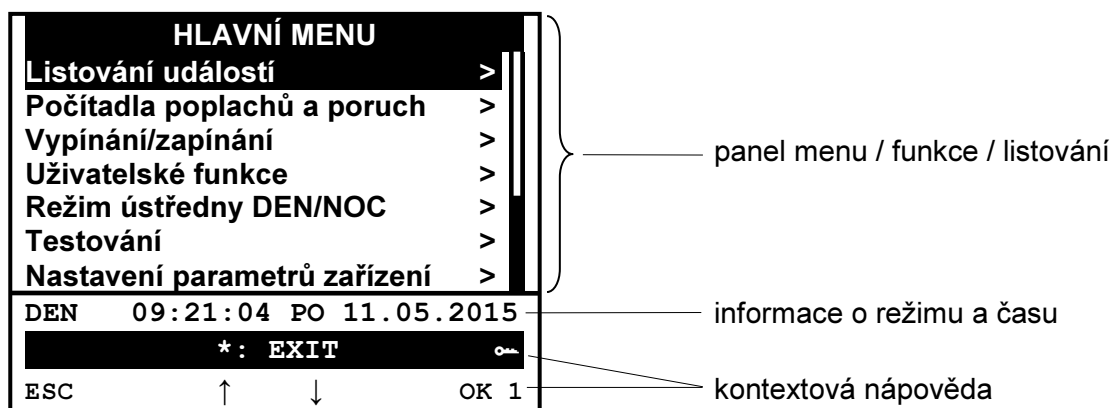 HLAVNÍ MENU
Listování událostí >
Počítadla poplachů a poruch >
Vypínání/zapínání >
Uživatelské funkce >
Režim ústředny DEN/NOC >
Testování >
Nastavení parametrů zařízení >
panel menu / funkce / listování
DEN 09:21:04 PO 11.05.2015
informace o režimu a času
*: EXIT
ESC ↑ ↓ OK 1
kontextová nápověda